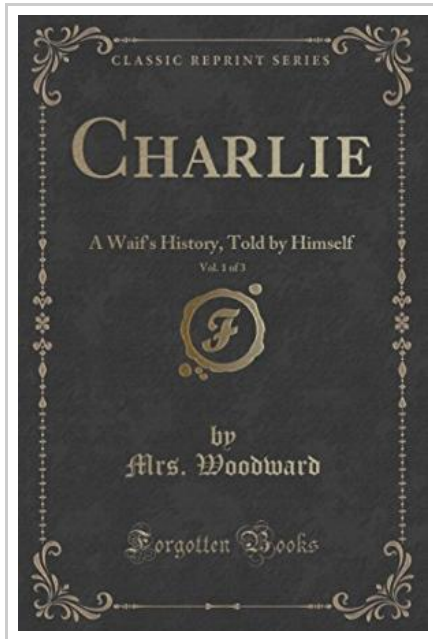 CLASSIC REPRINT SERIES
CHARLIE
A Waif's History, Told by Himself
Vol. 1 of 3
F
by
Mrs. Woodward
Forgotten Books